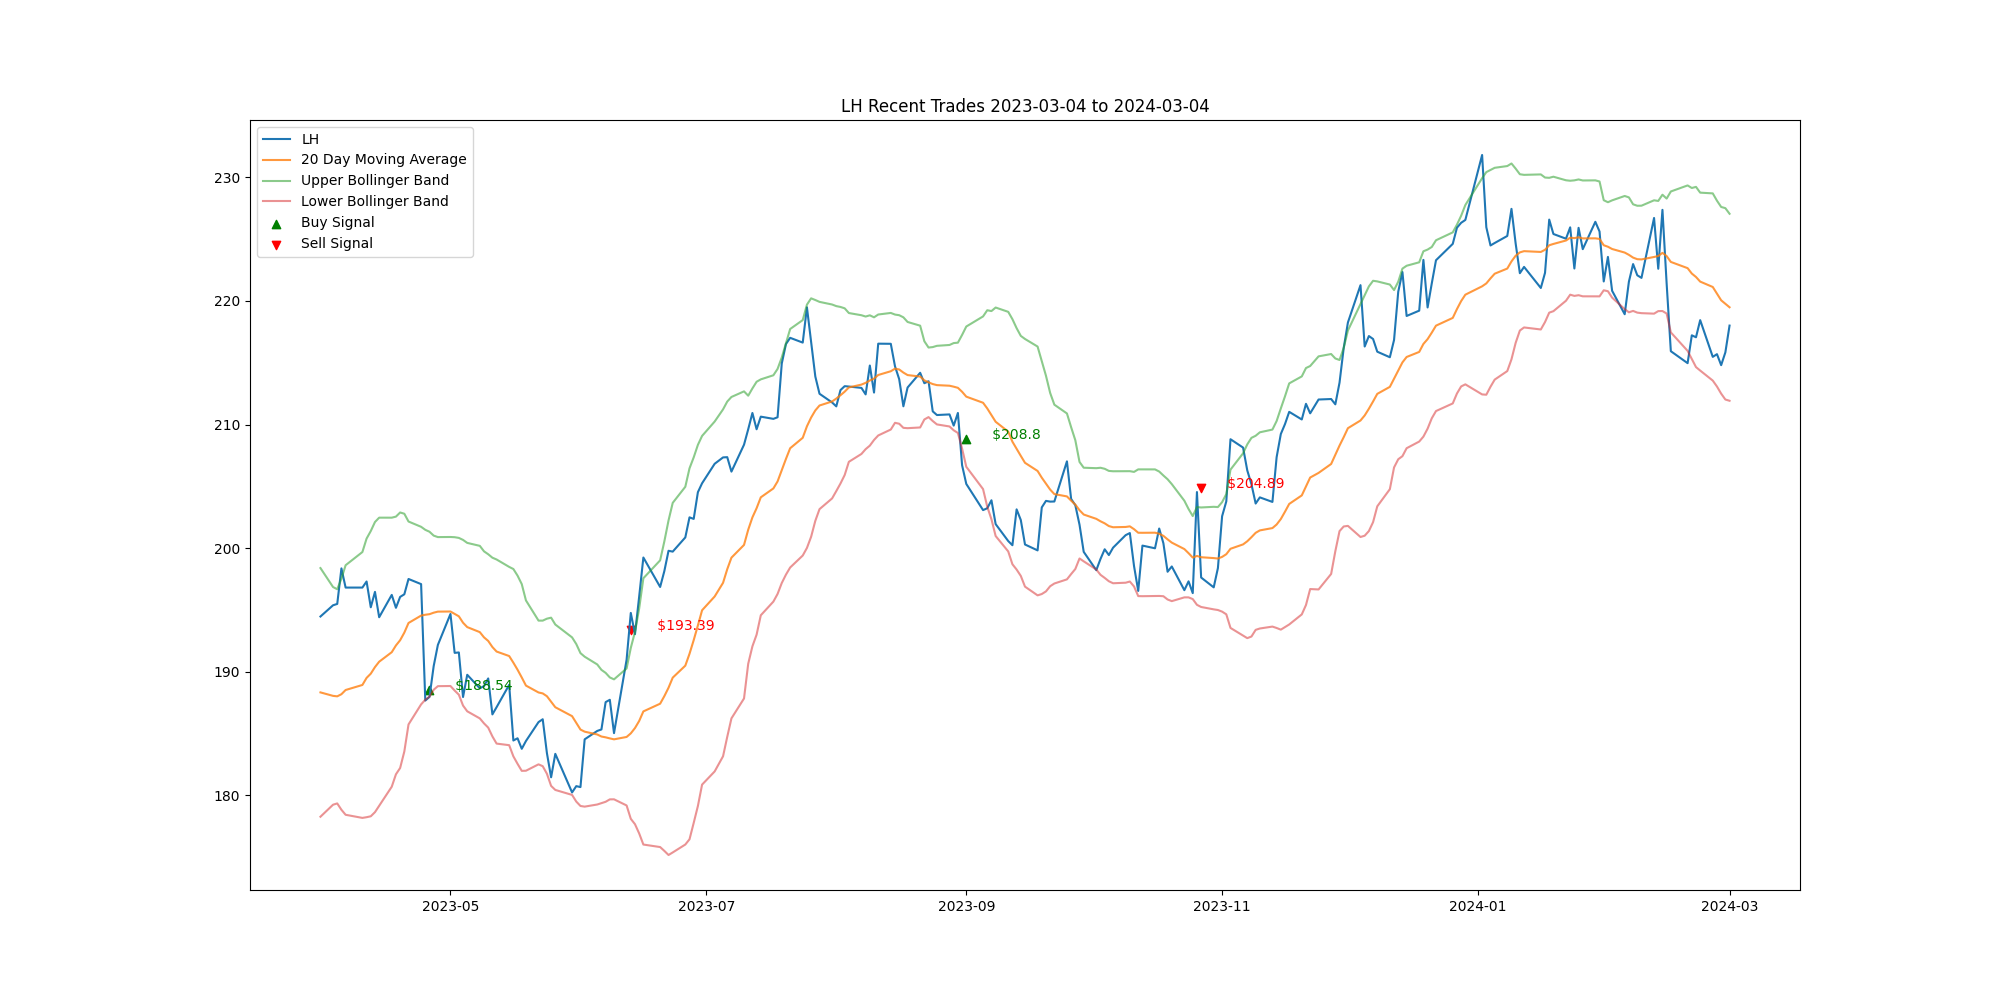 LH Recent Trades 2023-03-04 to 2024-03-04
LH
20 Day Moving Average
Upper Bollinger Band
Lower Bollinger Band
Buy Signal
Sell Signal
230
220
210
200
190
180
$208.8
$204.89
$193.39
$188.54
2023-05
2023-07
2023-09
2023-11
2024-01
2024-03